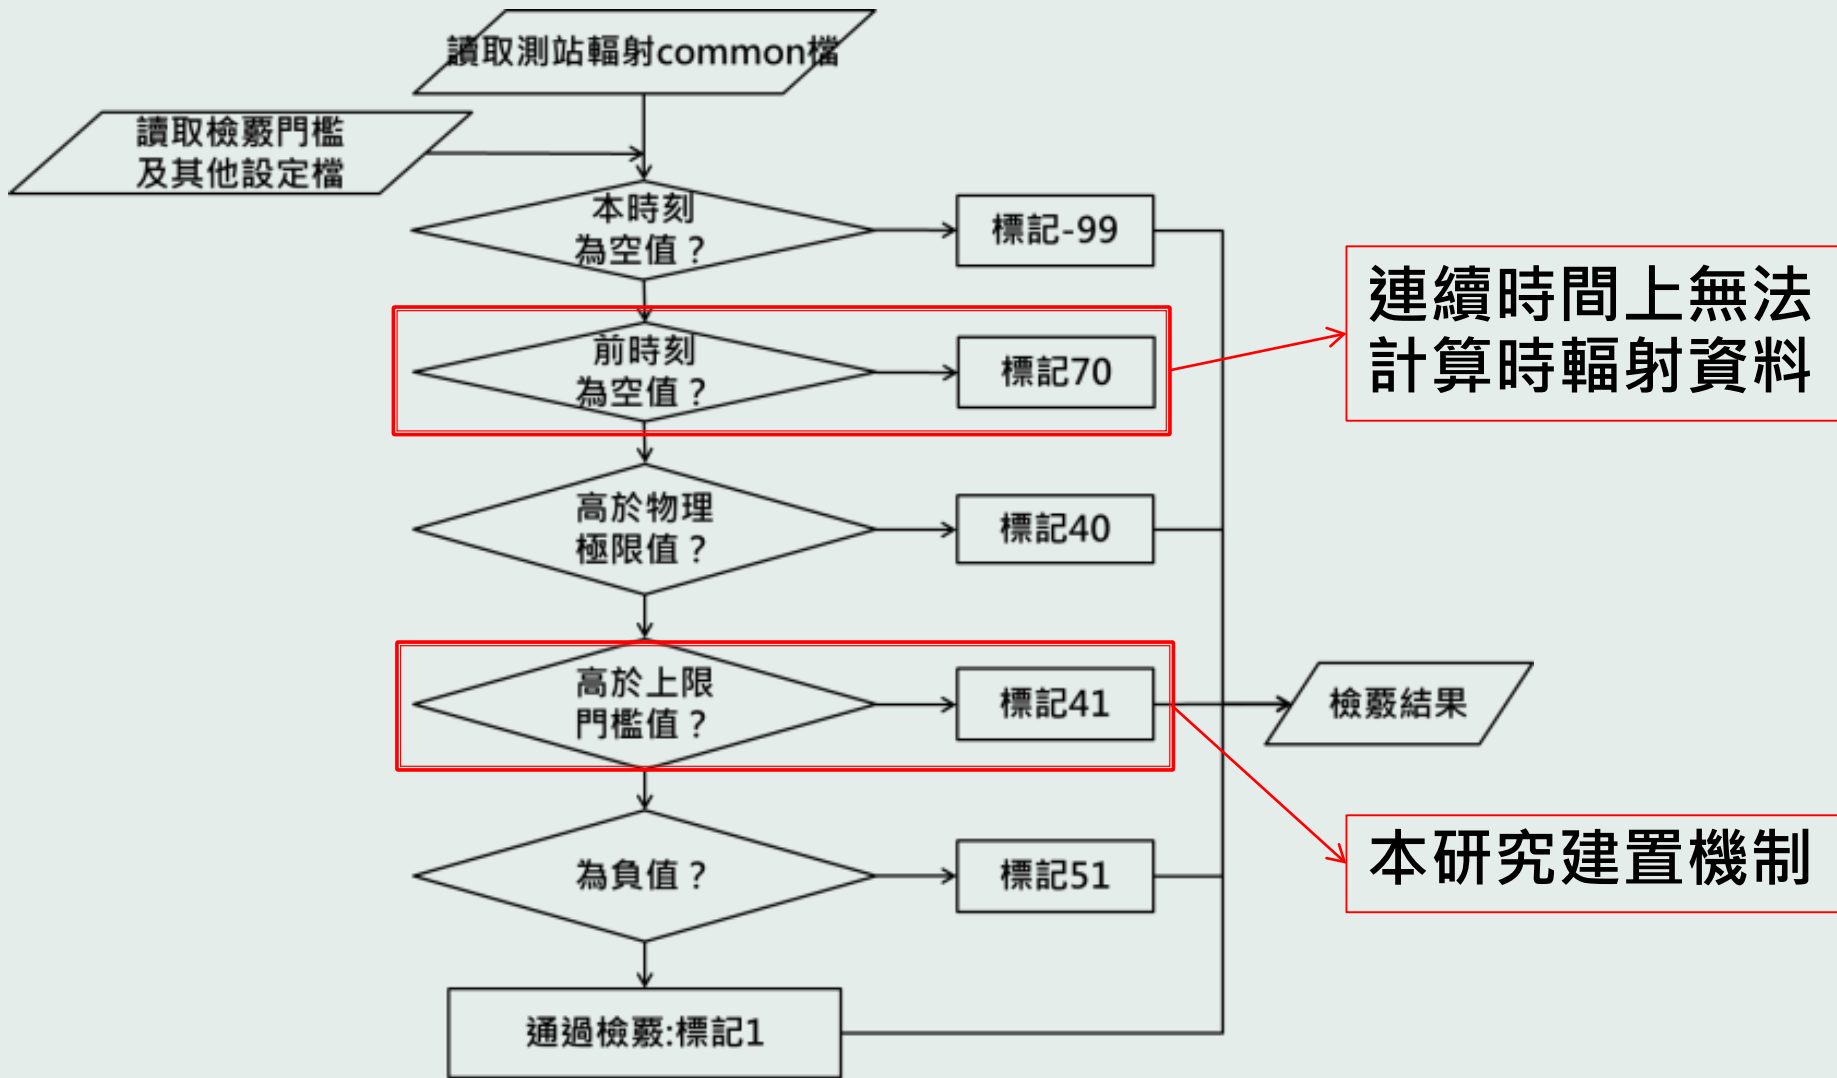 讀取測站輻射common檔
讀取檢覈門檻
及其他設定檔
本時刻
為空值？
標記-99
前時刻
為空值？
標記70
連續時間上無法
計算時輻射資料
高於物理
極限值？
標記40
高於上限
門檻值？
標記41
檢覈結果
為負值？
標記51
本研究建置機制
通過檢覈:標記1